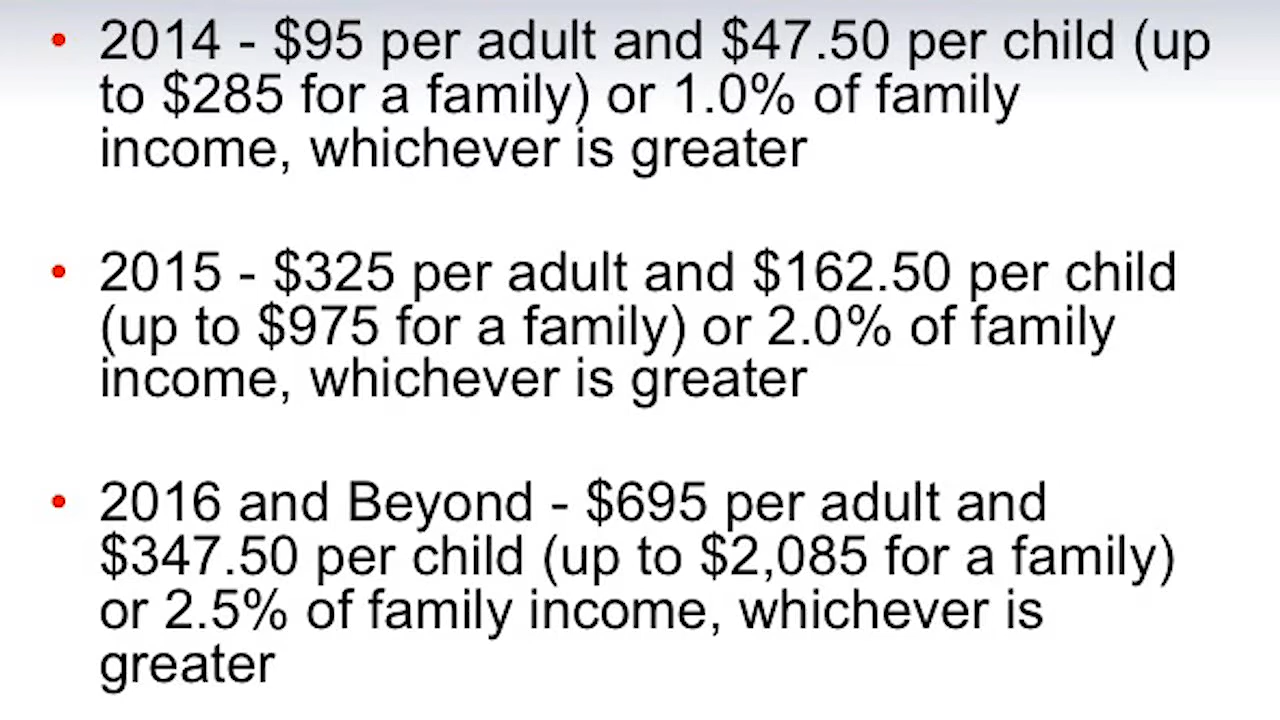 • 2014 - $95 per adult and $47.50 per child (up
to $285 for a family) or 1.0% of family
income, whichever is greater
• 2015 - $325 per adult and $162.50 per child
(up to $975 for a family) or 2.0% of family
income, whichever is greater
• 2016 and Beyond - $695 per adult and
$347.50 per child (up to $2,085 for a family)
or 2.5% of family income, whichever is
greater